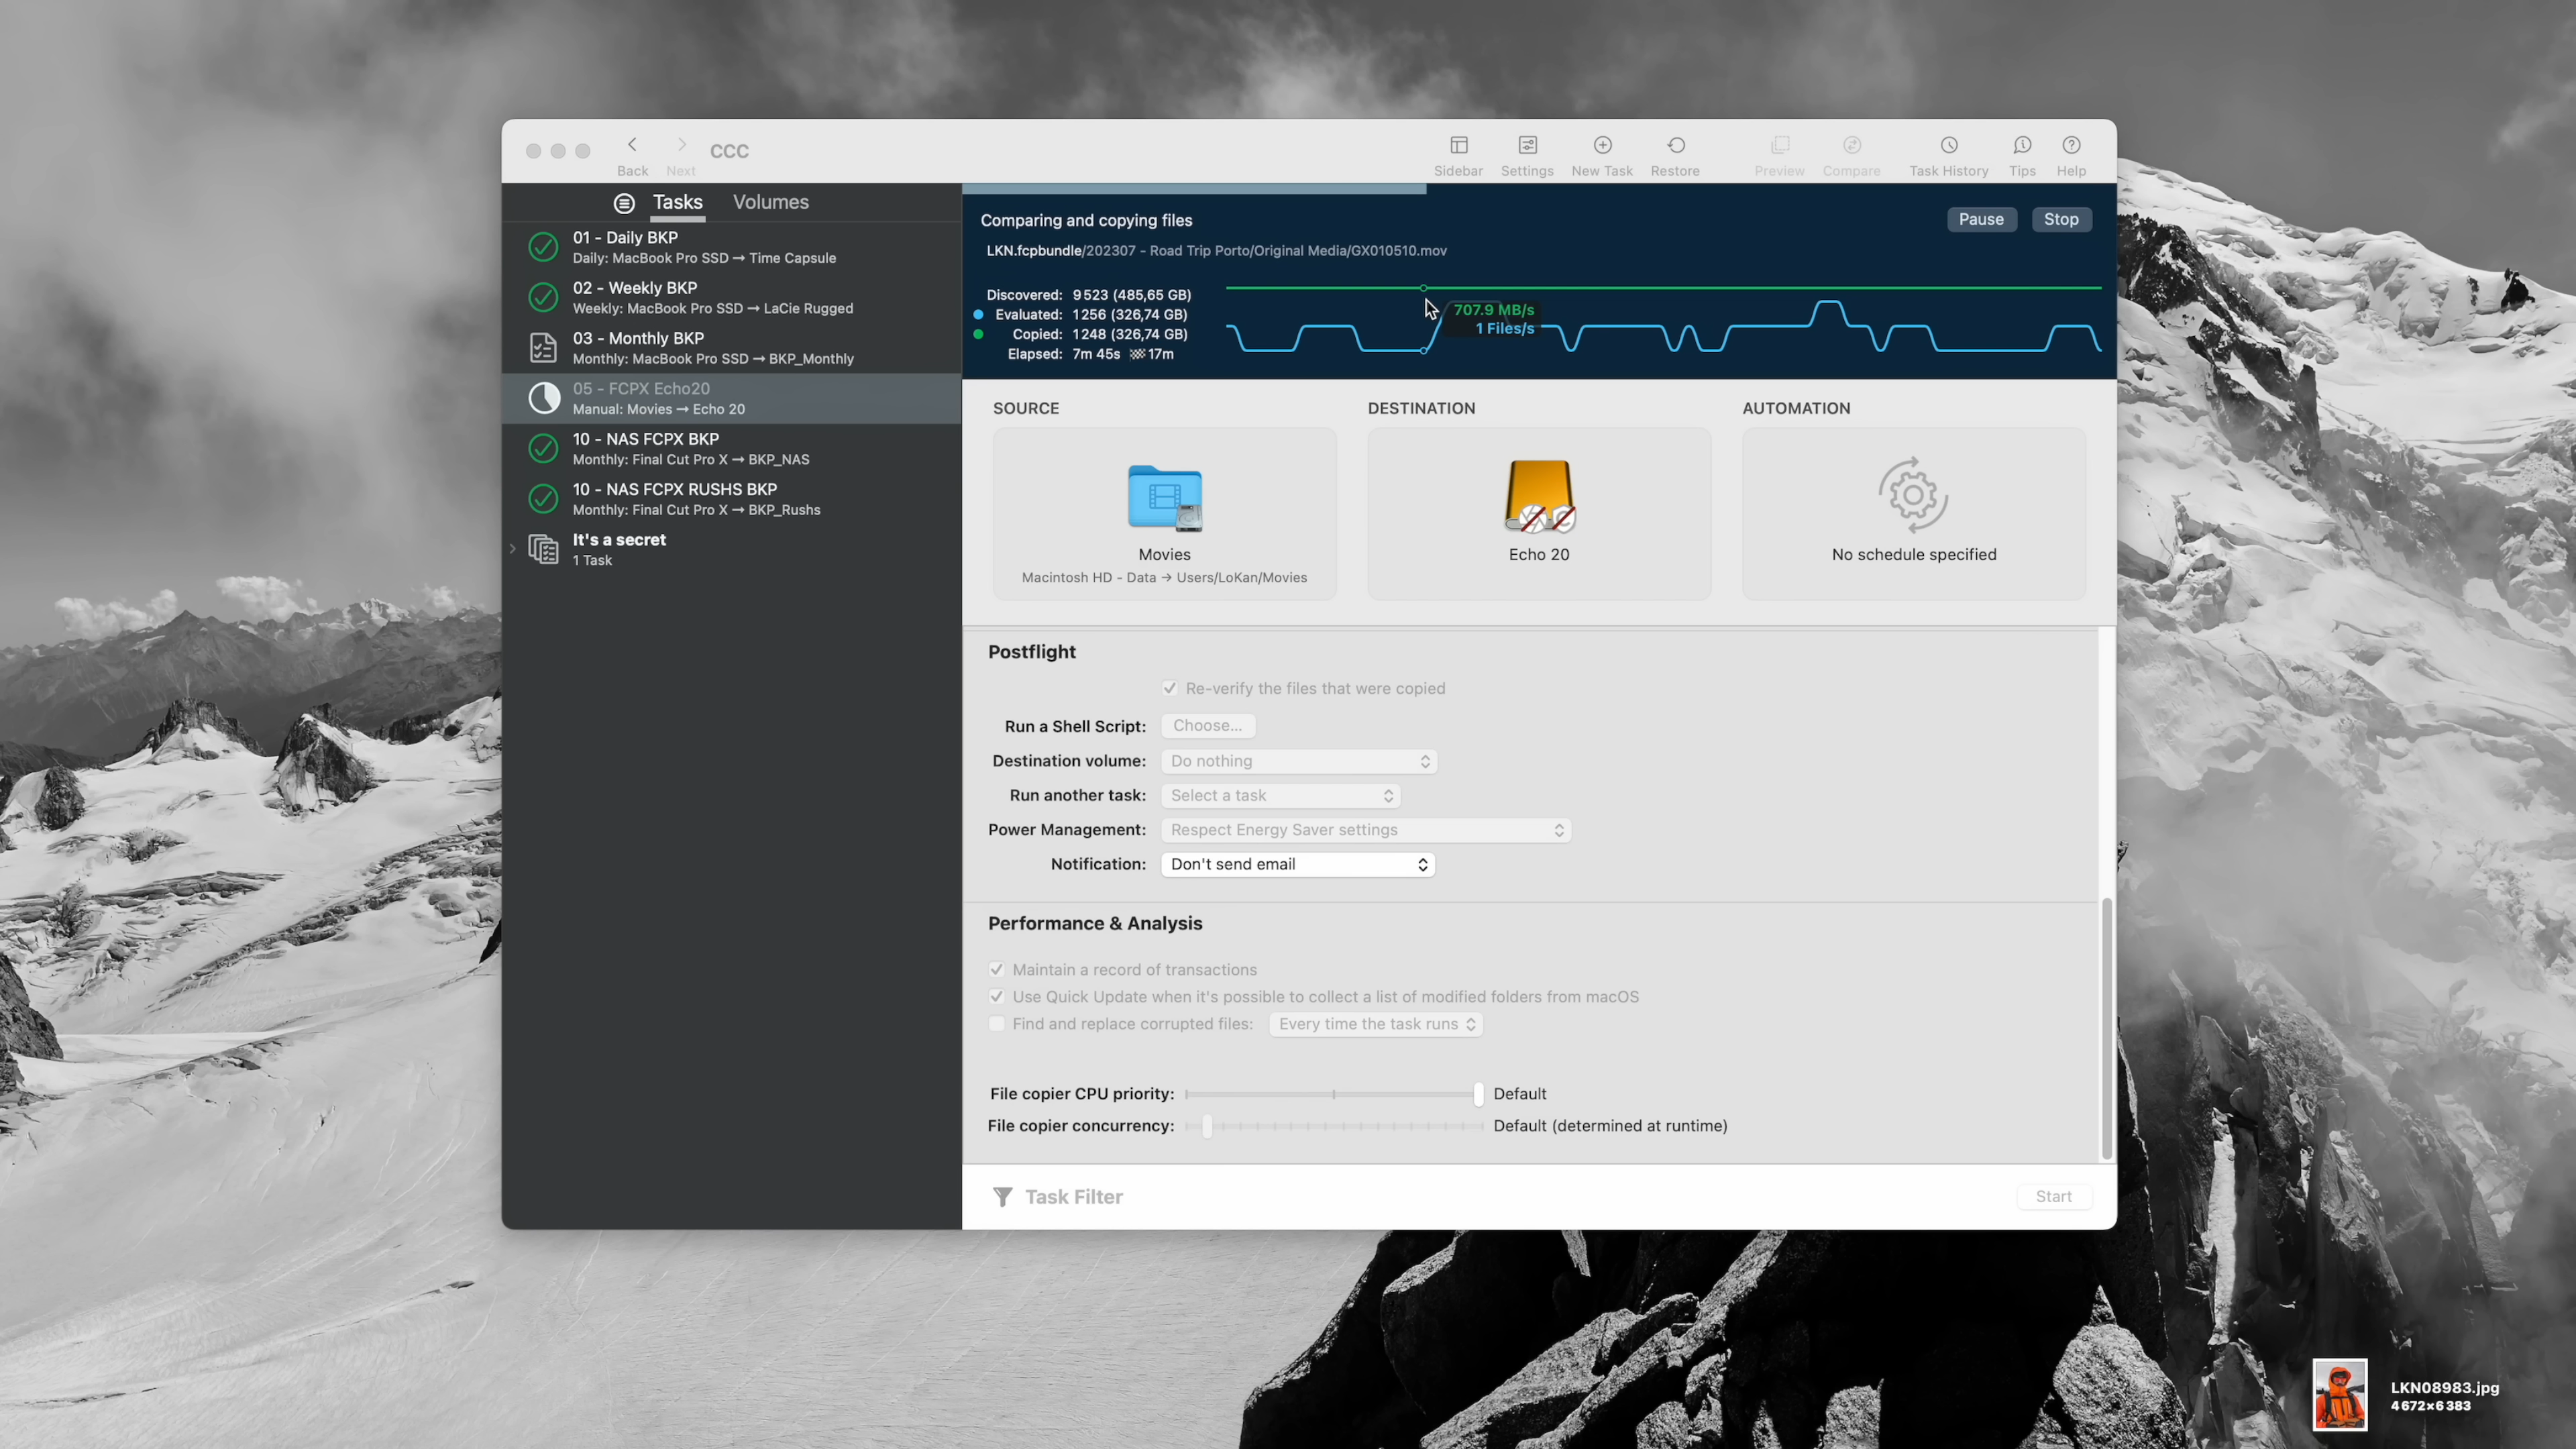 Back
Next
CCC
Sidebar
Settings
New Task
Restore
Preview
Compare
Task History
Tips
Help
Tasks
Volumes
01 - Daily BKP
Daily: MacBook Pro SSD → Time Capsule
02 - Weekly BKP
Weekly: MacBook Pro SSD → LaCie Rugged
03 - Monthly BKP
Monthly: MacBook Pro SSD → BKP_Monthly
05 - FCPX Echo20
Manual: Movies → Echo 20
10 - NAS FCPX BKP
Monthly: Final Cut Pro X → BKP_NAS
10 - NAS FCPX RUSHS BKP
Monthly: Final Cut Pro X → BKP_Rushs
It's a secret
1 Task
Comparing and copying files
Pause
Stop
LKN.fcpbundle/202307 - Road Trip Porto/Original Media/GX010510.mov
Discovered: 9 523 (485,65 GB)
Evaluated: 1 256 (326,74 GB)
Copied: 1 248 (326,74 GB)
Elapsed: 7m 45s 17m
707.9 MB/s
1 Files/s
SOURCE
DESTINATION
AUTOMATION
Movies
Macintosh HD - Data → Users/LoKan/Movies
Echo 20
No schedule specified
Postflight
Re-verify the files that were copied
Run a Shell Script: Choose...
Destination volume: Do nothing
Run another task: Select a task
Power Management: Respect Energy Saver settings
Notification: Don't send email
Performance & Analysis
Maintain a record of transactions
Use Quick Update when it's possible to collect a list of modified folders from macOS
Find and replace corrupted files: Every time the task runs
File copier CPU priority: Default
File copier concurrency: Default (determined at runtime)
Task Filter
Start
LKN08983.jpg
4 672×6 383